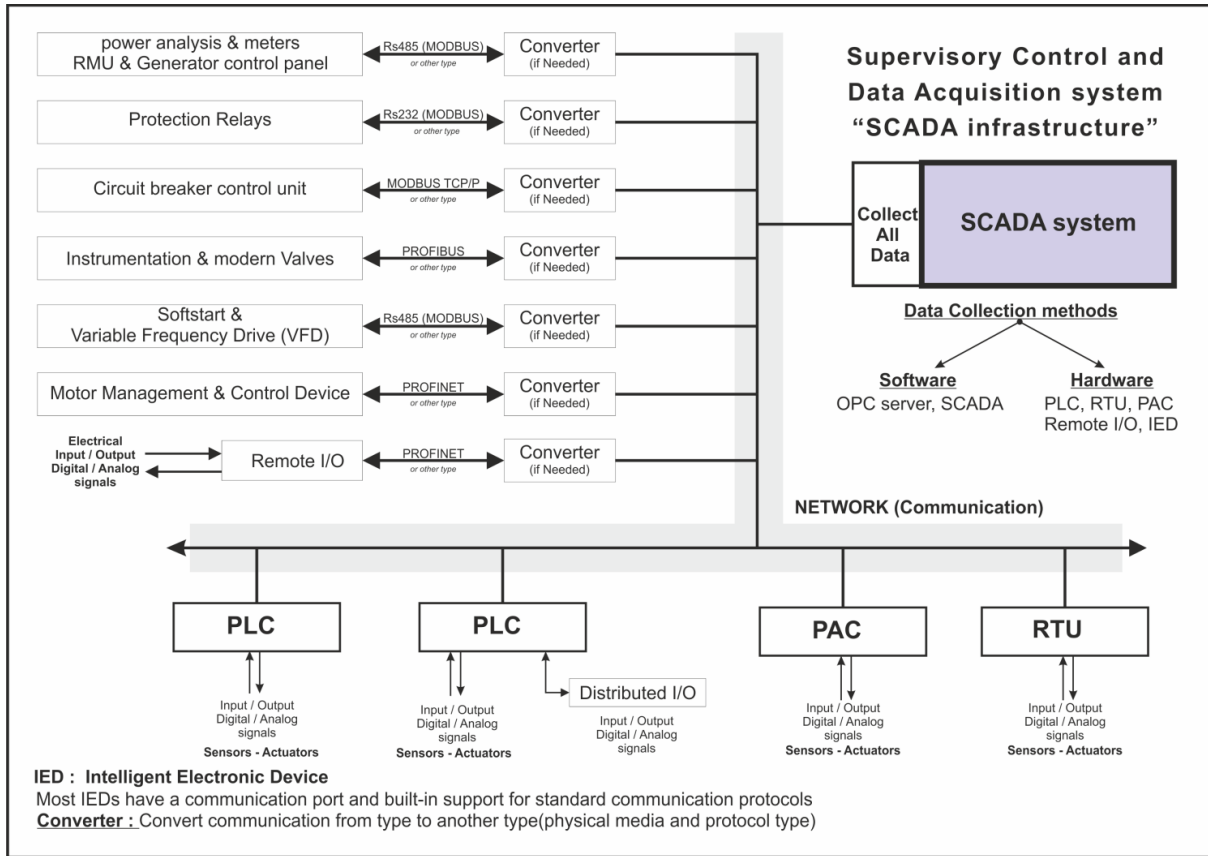 power analysis & meters
RMU & Generator control panel
Rs485 (MODBUS)
or other type
Converter
(if Needed)
Protection Relays
Rs232 (MODBUS)
or other type
Converter
(if Needed)
Circuit breaker control unit
MODBUS TCP/P
or other type
Converter
(if Needed)
Instrumentation & modern Valves
PROFIBUS
or other type
Converter
(if Needed)
Softstart &
Variable Frequency Drive (VFD)
Rs485 (MODBUS)
or other type
Converter
(if Needed)
Motor Management & Control Device
PROFINET
or other type
Converter
(if Needed)
Electrical
Input / Output
Digital / Analog
signals
Remote I/O
PROFINET
or other type
Converter
(if Needed)
Supervisory Control and
Data Acquisition system
“SCADA infrastructure”
Collect
All
Data
SCADA system
Data Collection methods
Software
OPC server, SCADA
Hardware
PLC, RTU, PAC
Remote I/O, IED
NETWORK (Communication)
PLC
Input / Output
Digital / Analog
signals
Sensors - Actuators
PLC
Input / Output
Digital / Analog
signals
Sensors - Actuators
Distributed I/O
Input / Output
Digital / Analog
signals
PAC
Input / Output
Digital / Analog
signals
Sensors - Actuators
RTU
Input / Output
Digital / Analog
signals
Sensors - Actuators
IED : Intelligent Electronic Device
Most IEDs have a communication port and built-in support for standard communication protocols
Converter : Convert communication from type to another type(physical media and protocol type)